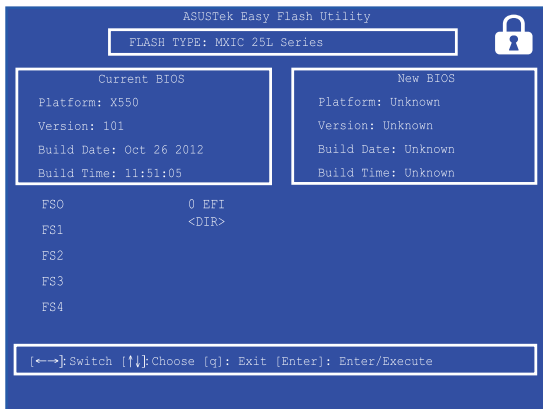 ASUSTek Easy Flash Utility
FLASH TYPE: MXIC 25L Series
Current BIOS
Platform: X550
Version: 101
Build Date: Oct 26 2012
Build Time: 11:51:05
New BIOS
Platform: Unknown
Version: Unknown
Build Date: Unknown
Build Time: Unknown
FSO 0 EFI
FS1 <DIR>
FS2
FS3
FS4
[←→]: Switch [↑↓]: Choose [q]: Exit [Enter]: Enter/Execute